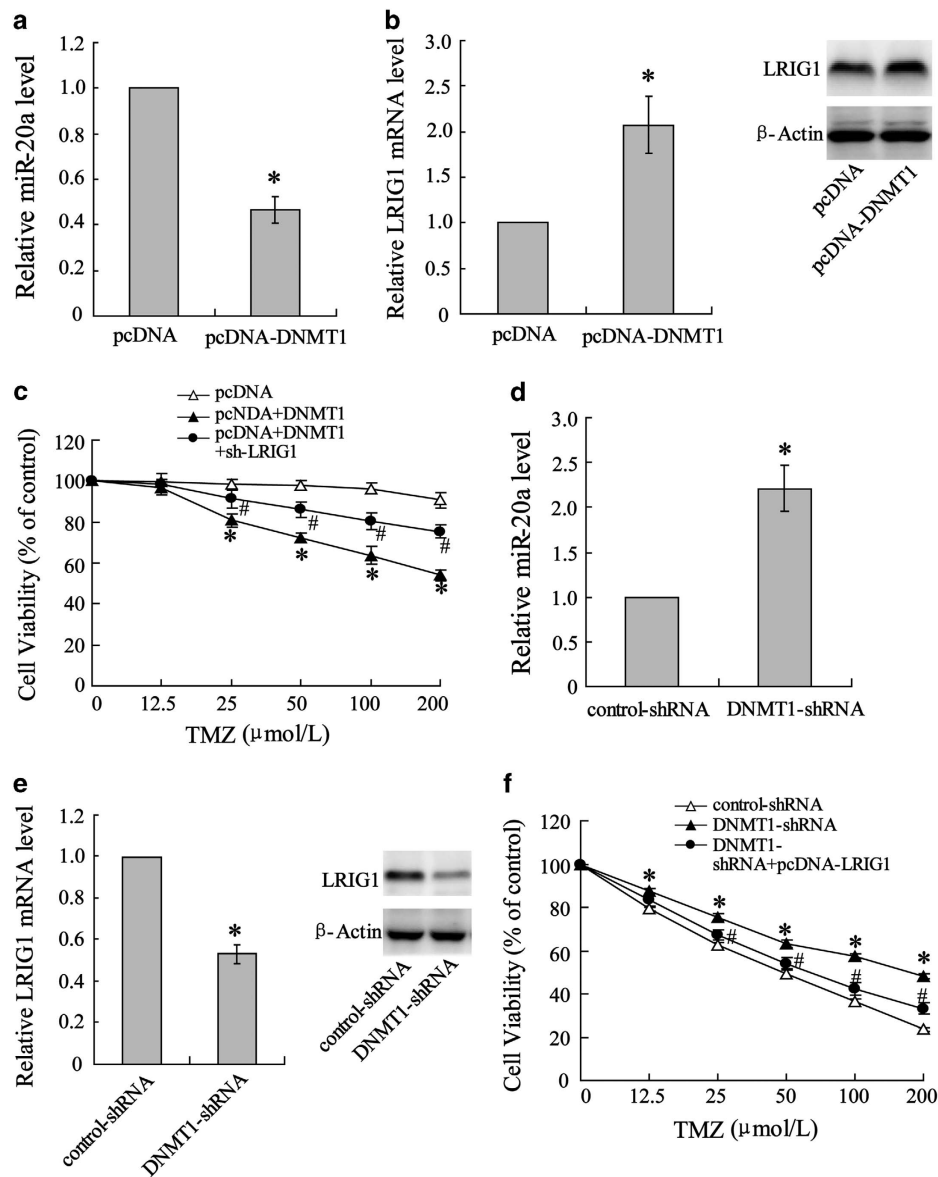 a
Relative miR-20a level
1.2
1.0
0.8
0.6
0.4
0.2
0
*
pcDNA
pcDNA-DNMT1
b
Relative LRIG1 mRNA level
3.0
2.5
2.0
1.5
1.0
0.5
0
*
pcDNA
pcDNA-DNMT1
LRIG1
β-Actin
pcDNA
pcDNA-DNMT1
c
pcDNA
pcNDA+DNMT1
pcDNA+DNMT1
+sh-LRIG1
Cell Viability (% of control)
120
100
80
60
40
20
0
# # # #
* * * *
0 12.5 25 50 100 200
TMZ (μmol/L)
d
Relative miR-20a level
3.0
2.5
2.0
1.5
1.0
0.5
0
*
control-shRNA
DNMT1-shRNA
e
Relative LRIG1 mRNA level
1.2
1.0
0.8
0.6
0.4
0.2
0
*
control-shRNA
DNMT1-shRNA
LRIG1
β-Actin
control-shRNA
DNMT1-shRNA
f
control-shRNA
DNMT1-shRNA
DNMT1-
shRNA+pcDNA-LRIG1
Cell Viability (% of control)
120
100
80
60
40
20
0
* * * * *
# # # #
0 12.5 25 50 100 200
TMZ (μmol/L)